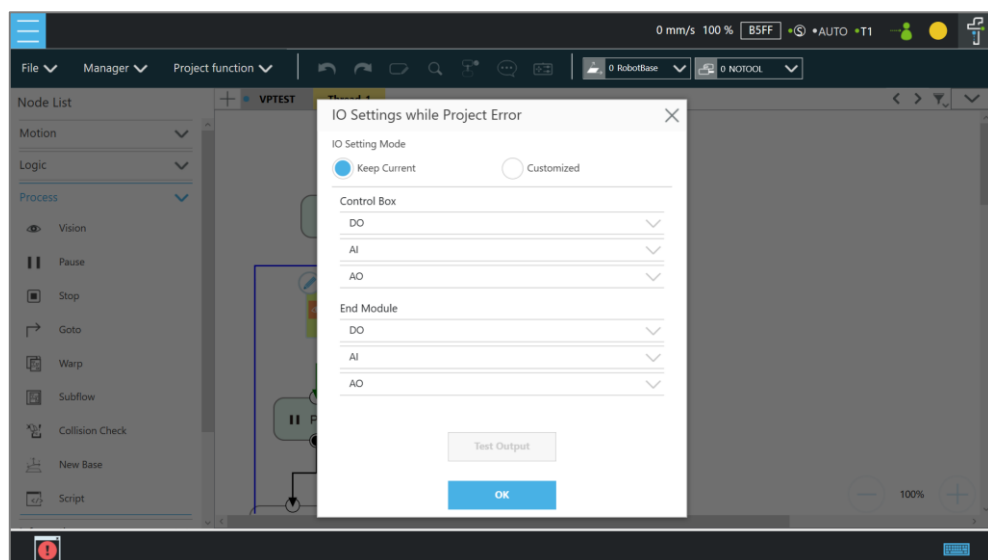 0 mm/s 100 % B5FF •Ⓢ •AUTO •T1
File Manager Project function 0 RobotBase 0 NOTOOL
Node List
VPTEST Thread 1
Motion
Logic
Process
Vision
Pause
Stop
Goto
Warp
Subflow
Collision Check
New Base
Script
IO Settings while Project Error
IO Setting Mode
Keep Current Customized
Control Box
DO
AI
AO
End Module
DO
AI
AO
Test Output
OK
P
100%